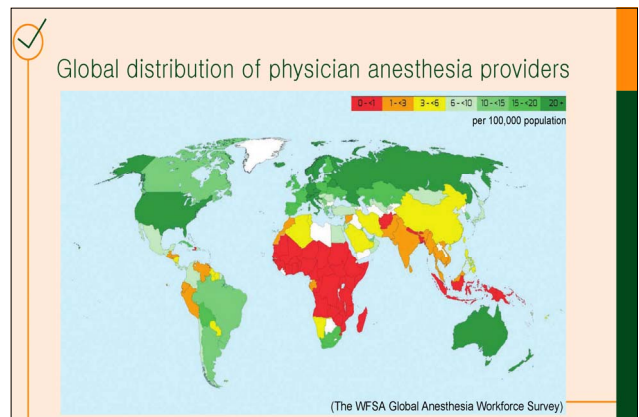 Global distribution of physician anesthesia providers
0 - <1 1 - <3 3 - <6 6 - <10 10 - <15 15 - <20 20 +
per 100,000 population
(The WFSA Global Anesthesia Workforce Survey)